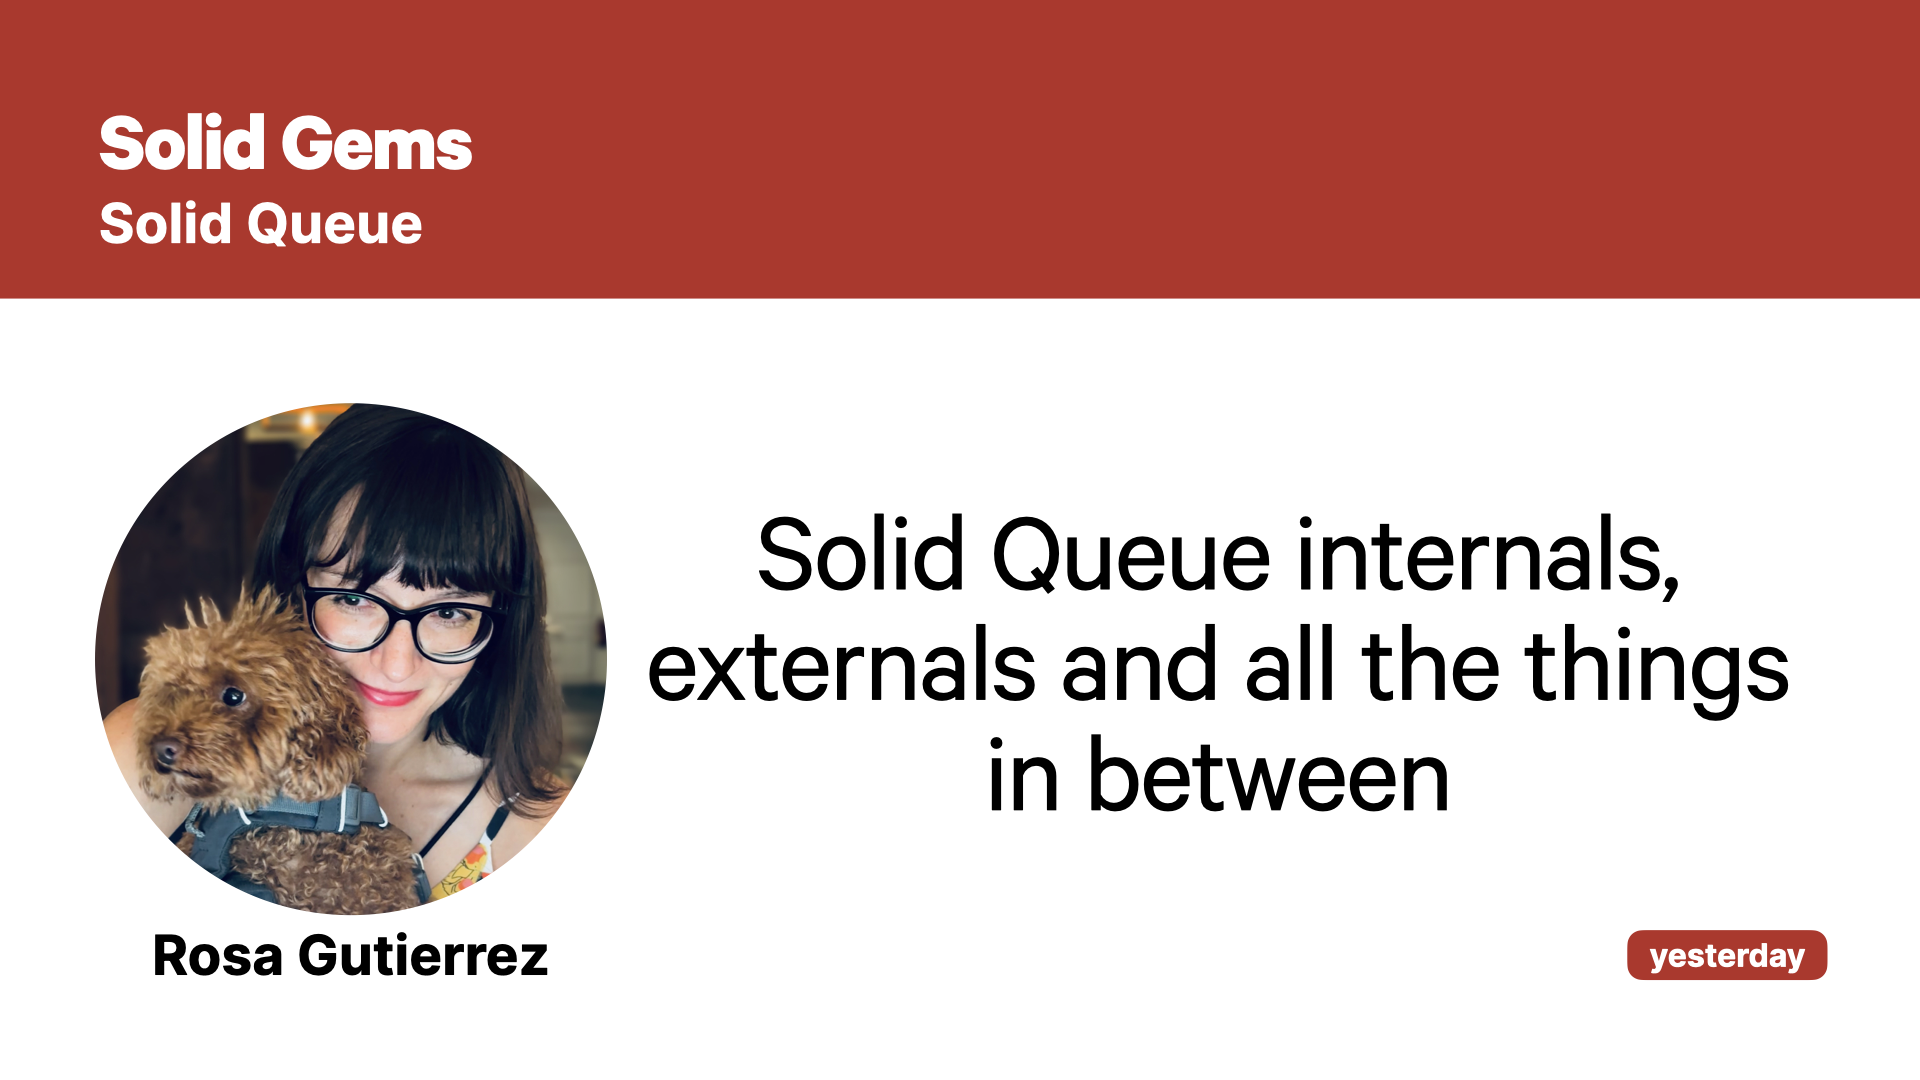 Solid Gems
Solid Queue
Solid Queue internals,
externals and all the things
in between
Rosa Gutierrez
yesterday